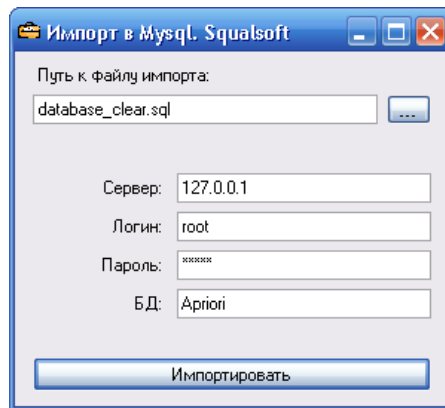 Импорт в Mysql. Squalsoft
Путь к файлу импорта:
database_clear.sql ...
Сервер: 127.0.0.1
Логин: root
Пароль: *****
БД: Apriori
Импортировать